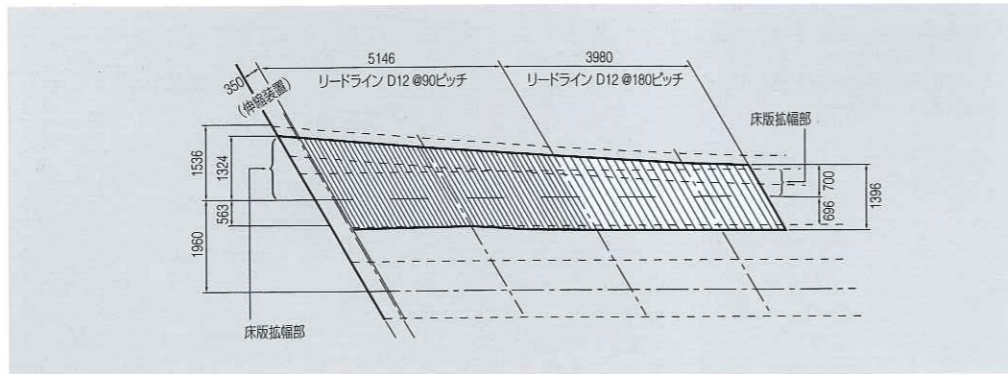 5146
3980
リードライン D12 @90ピッチ
リードライン D12 @180ピッチ
350
(伸縮装置)
床版拡幅部
1536
1324
563
1960
700
696
1396
床版拡幅部